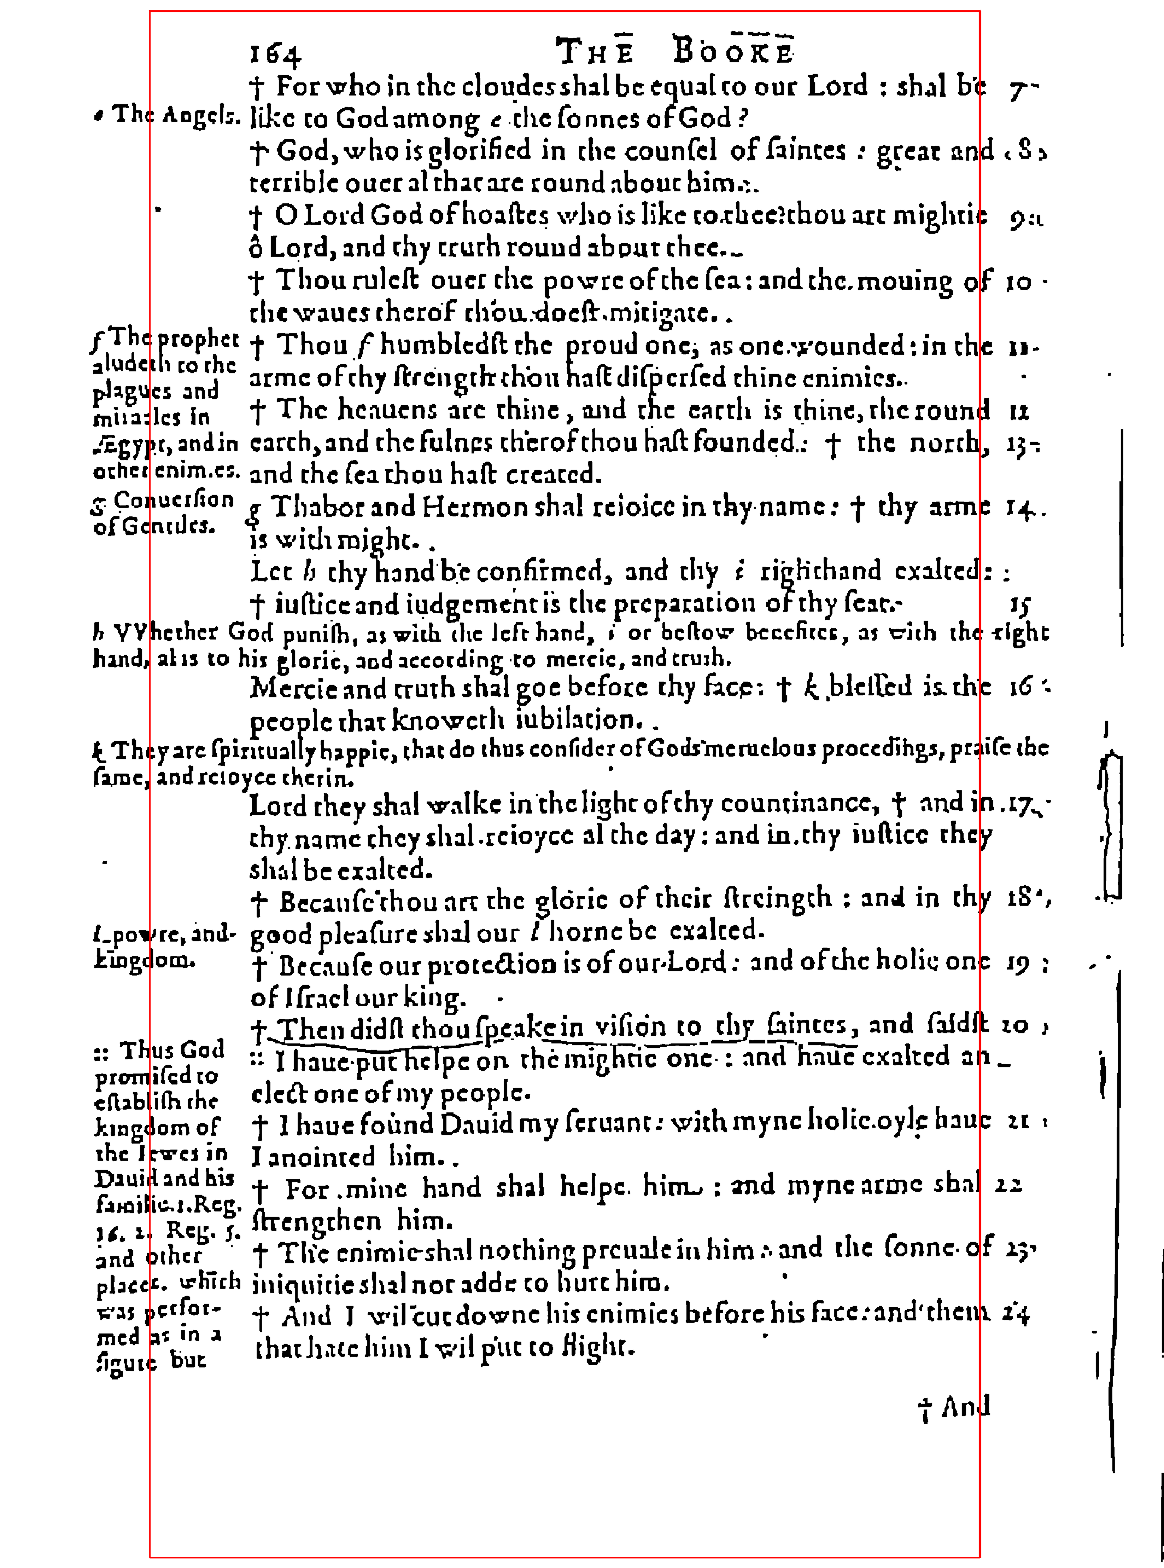 164 THE BOOKE
† For who in the cloudes shal be equal to our Lord : shal be 7
e The Angels.
like to God among e the ſonnes of God?
† God, who is glorified in the counſel of ſaintes : great and 8
terrible ouer al that are round about him.
† O Lord God of hoaſtes who is like to thee? thou art mightie 9
ô Lord, and thy truth round about thee.
† Thou ruleſt ouer the powre of the ſea: and the mouing of 10
the waues therof thou doeſt mitigate.
ſ The prophet
aludeth to the
plagues and
miracles in
Ægypt, and in
other enimies.
† Thou ſ humbledſt the proud one, as one wounded: in the 11
arme of thy ſtrength thou haſt diſperſed thine enimies.
† The heauens are thine, and the earth is thine, the round 12
earth, and the fulnes therof thou haſt founded: † the north, 13
and the ſea thou haſt created.
g Conuerſion
of Gentiles.
g Thabor and Hermon shal reioice in thy name: † thy arme 14
is with might.
Let h thy hand be confirmed, and thy i righthand exalted:
† iuſtice and iudgement is the preparation of thy ſeat. 15
h VVhether God puniſh, as with the left hand, i or beſtow benefites, as with the right
hand, al is to his glorie, and according to mercie, and truth.
Mercie and truth shal goe before thy face: † k bleſſed is the 16
people that knoweth iubilation.
k They are ſpiritually happie, that do thus conſider of Gods meruelous procedings, praiſe the
ſame, and reioyce therin.
Lord they shal walke in the light of thy countinance, † and in 17
thy name they shal reioyce al the day: and in thy iuſtice they
shal be exalted.
† Becauſe thou art the glorie of their ſtreingth : and in thy 18
l powre, and
kingdom.
good pleaſure shal our l horne be exalted.
† Becauſe our protection is of our Lord: and of the holie one 19
of Iſrael our king.
† Then didſt thou ſpeake in viſion to thy ſaintes, and ſaidſt 20
:: Thus God
promiſed to
eſtabliſh the
kingdom of
the Iewes in
Dauid and his
familie. 1. Reg.
16. 2. Reg. 5.
and other
places. which
was perfor-
med as in a
figure but
:: I haue put helpe on the mightie one : and haue exalted an
elect one of my people.
† I haue found Dauid my ſeruant: with myne holie oyle haue 21
I anointed him.
† For mine hand shal helpe him : and myne arme shal 22
ſtrengthen him.
† The enimie shal nothing preuale in him : and the ſonne of 23
iniquitie shal not adde to hurt him.
† And I wil cut downe his enimies before his face: and them 24
that hate him I wil put to flight.
† And